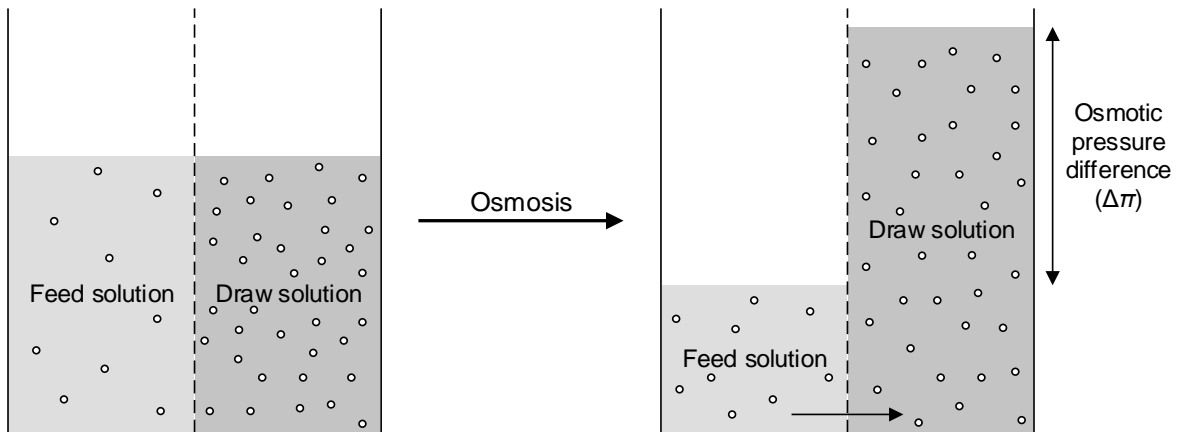 Feed solution
Draw solution
Osmosis
Feed solution
Draw solution
Osmotic
pressure
difference
(Δπ)